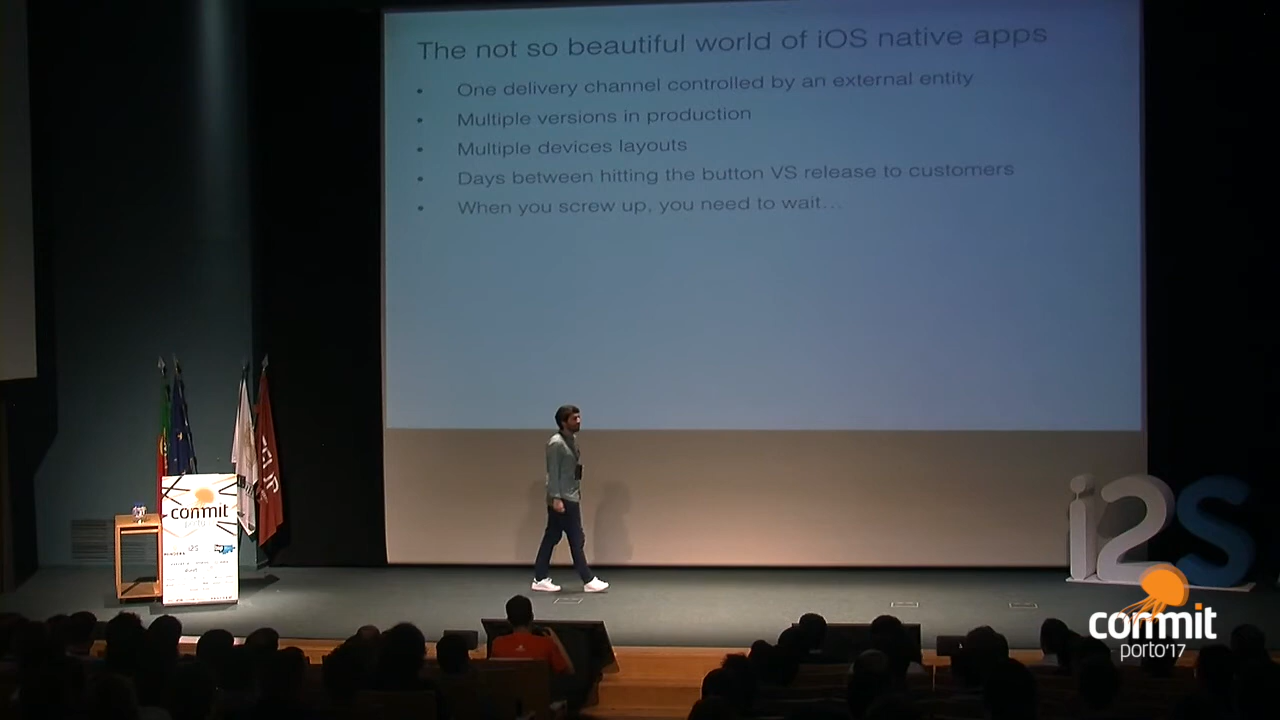 The not so beautiful world of iOS native apps
• One delivery channel controlled by an external entity
• Multiple versions in production
• Multiple devices layouts
• Days between hitting the button VS release to customers
• When you screw up, you need to wait...
commit
porto
i2S
i2S
commit
porto'17